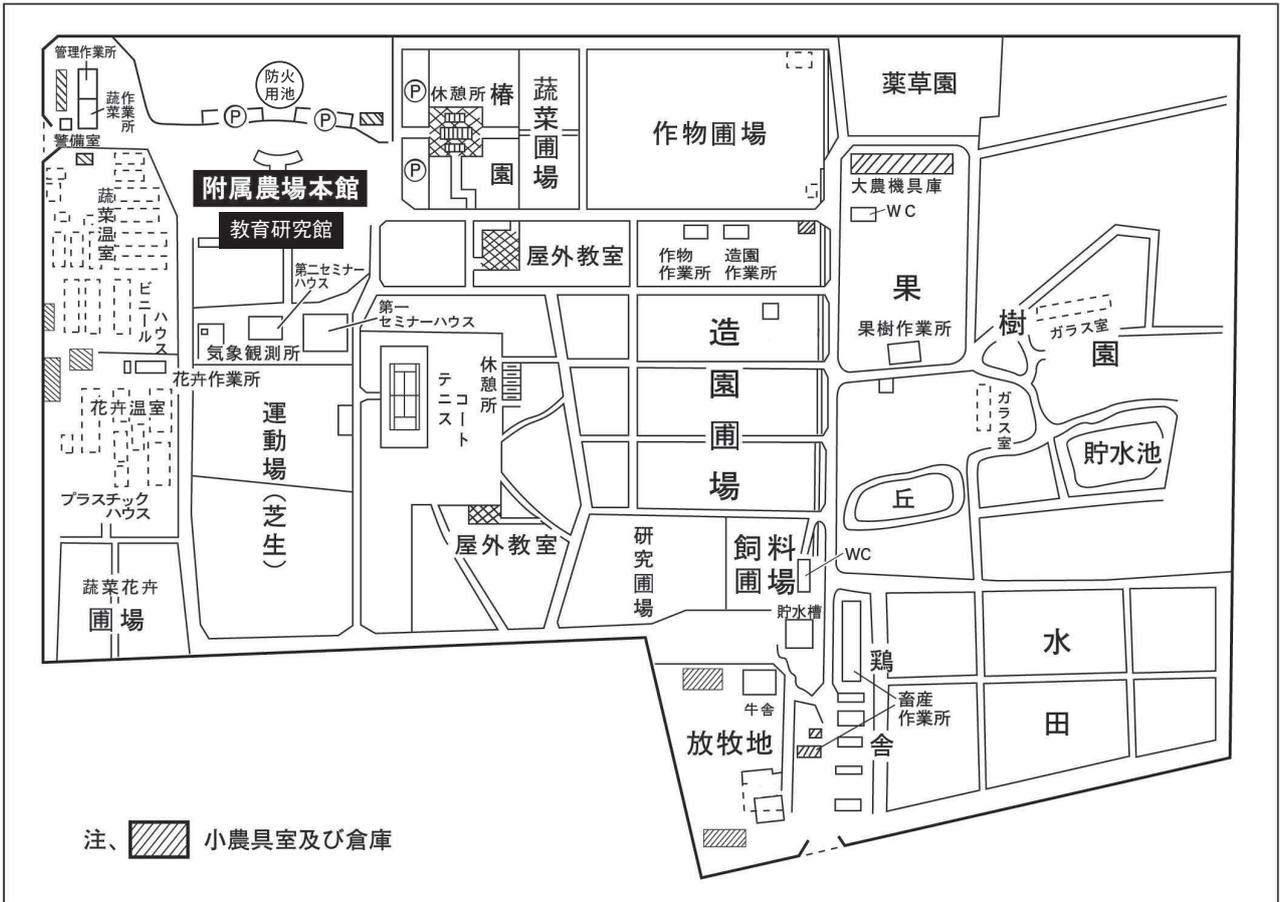 管理作業所
蔬菜
作業所
警備室
防火
用池
P
P
P
P
休憩所
椿園
蔬菜圃場
作物圃場
薬草園
大農機具庫
WC
附属農場本館
教育研究館
蔬菜温室
ビニール
ハウス
第二セミナー
ハウス
第一
セミナーハウス
気象観測所
屋外教室
作物
作業所
造園
作業所
果樹園
果樹作業所
ガラス室
ガラス室
花卉作業所
花卉温室
運動場(芝生)
テニス
コート
休憩所
造園圃場
貯水池
丘
プラスチック
ハウス
屋外教室
研究圃場
飼料
圃場
WC
蔬菜花卉
圃場
貯水槽
鶏舎
畜産
作業所
水田
牛舎
放牧地
注、
小農具室及び倉庫